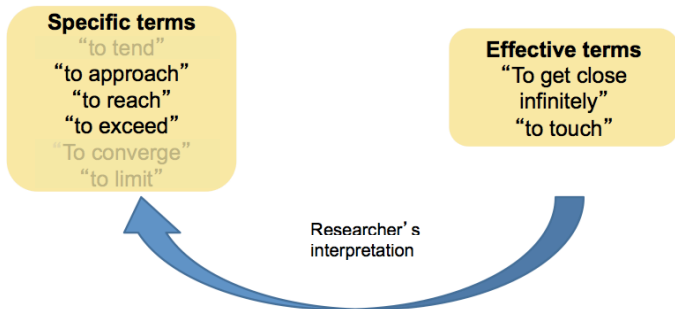 Specific terms
“to tend”
“to approach”
“to reach”
“to exceed”
“To converge”
“to limit”
Effective terms
“To get close
infinitely”
“to touch”
Researcher’s
interpretation